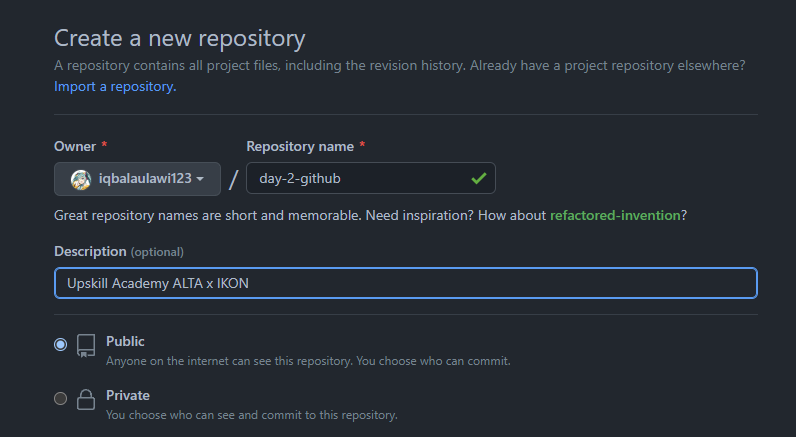 Create a new repository
A repository contains all project files, including the revision history. Already have a project repository elsewhere?
Import a repository.
Owner * Repository name *
iqbalaulawi123 / day-2-github
Great repository names are short and memorable. Need inspiration? How about refactored-invention?
Description (optional)
Upskill Academy ALTA x IKON
Public
Anyone on the internet can see this repository. You choose who can commit.
Private
You choose who can see and commit to this repository.